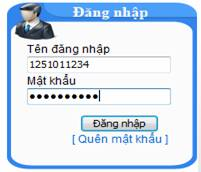 Đăng nhập
Tên đăng nhập
1251011234
Mật khẩu
●●●●●●●●●●
Đăng nhập
[ Quên mật khẩu ]